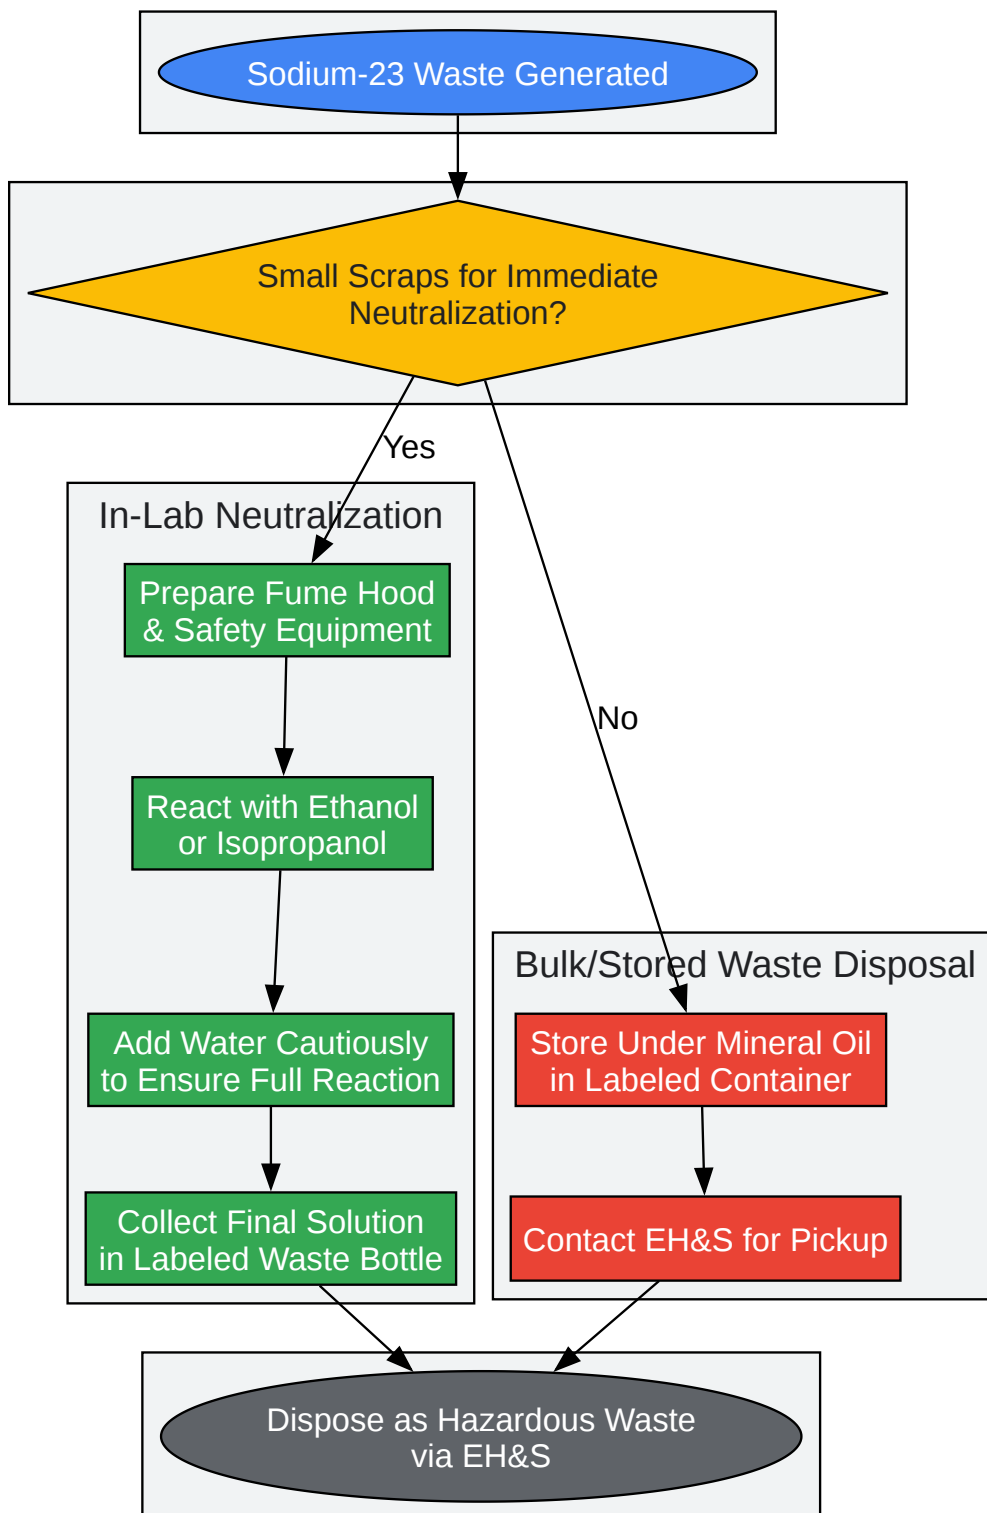 Sodium-23 Waste Generated
Small Scraps for Immediate
Neutralization?
Yes
In-Lab Neutralization
Prepare Fume Hood
& Safety Equipment
React with Ethanol
or Isopropanol
Add Water Cautiously
to Ensure Full Reaction
Collect Final Solution
in Labeled Waste Bottle
No
Bulk/Stored Waste Disposal
Store Under Mineral Oil
in Labeled Container
Contact EH&S for Pickup
Dispose as Hazardous Waste
via EH&S